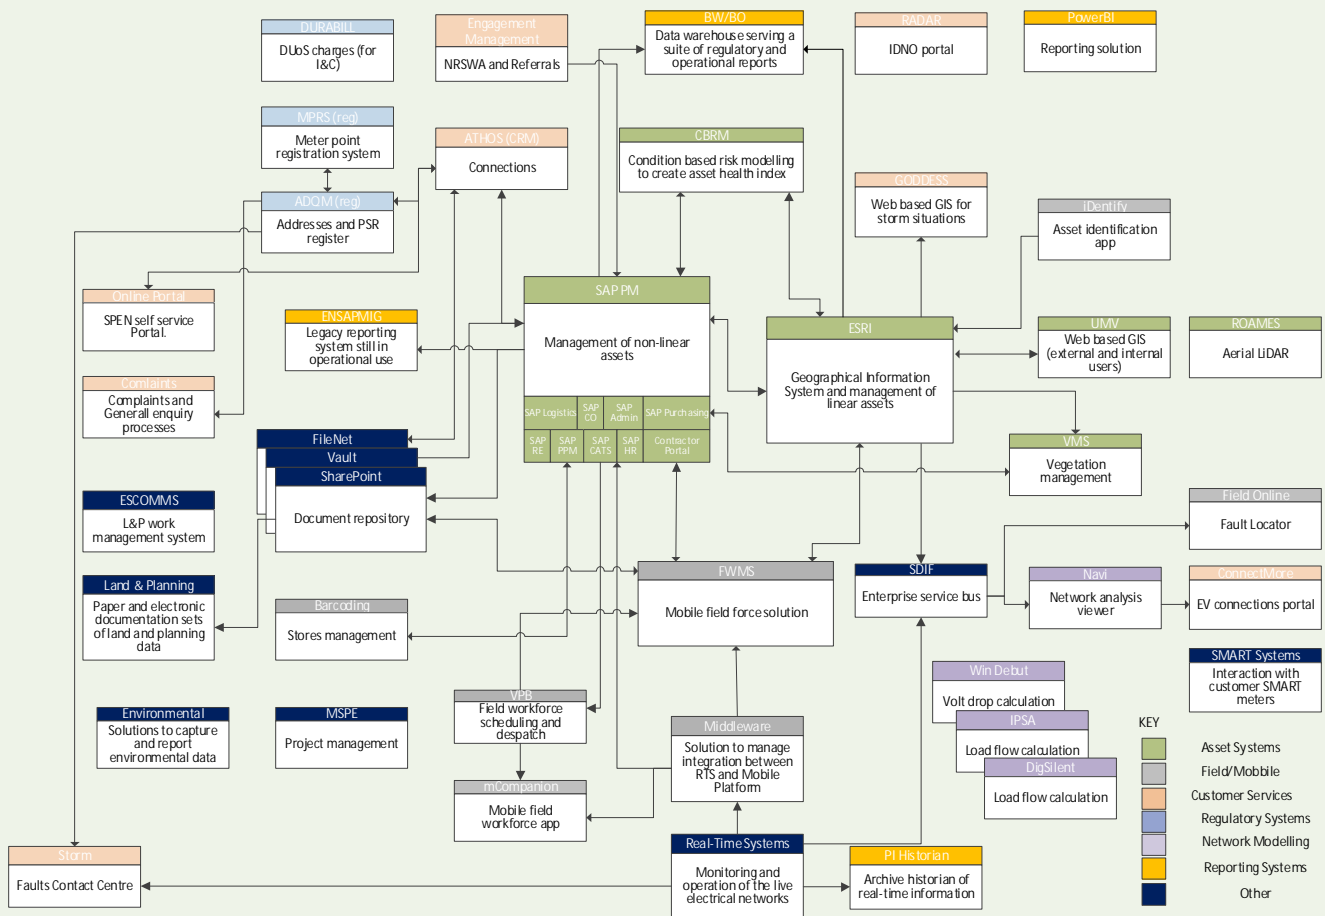 DURABILL
DUoS charges (for
I&C)
Engagement
Management
NRSWA and Referrals
BW/BO
Data warehouse serving a
suite of regulatory and
operational reports
RADAR
IDNO portal
PowerBI
Reporting solution
MPRS (reg)
Meter point
registration system
ATHOS (CRM)
Connections
CBRM
Condition based risk modelling
to create asset health index
GODDESS
Web based GIS for
storm situations
ADQM (reg)
Addresses and PSR
register
iDentify
Asset identification
app
Online Portal
SPEN self service
Portal.
ENSAPMIG
Legacy reporting
system still in
operational use
SAP PM
Management of non-linear
assets
SAP Logistics
SAP
CO
SAP
Admin
SAP Purchasing
SAP
RE
SAP
PPM
SAP
CATS
SAP
HR
Contractor
Portal
ESRI
Geographical Information
System and management of
linear assets
UMV
Web based GIS
(external and internal
users)
ROAMES
Aerial LiDAR
Comlaints
Complaints and
Generall enquiry
processes
FileNet
Vault
SharePoint
Document repository
VMS
Vegetation
management
ESCOMMS
L&P work
management system
Field Online
Fault Locator
Land & Planning
Paper and electronic
documentation sets
of land and planning
data
Barcoding
Stores management
FWMS
Mobile field force solution
SDIF
Enterprise service bus
Navi
Network analysis
viewer
ConnectMore
EV connections portal
SMART Systems
Interaction with
customer SMART
meters
Environmental
Solutions to capture
and report
environmental data
MSPE
Project management
VPB
Field workforce
scheduling and
despatch
Middleware
Solution to manage
integration between
RTS and Mobile
Platform
Win Debut
Volt drop calculation
IPSA
Load flow calculation
DigSilent
Load flow calculation
mCompanion
Mobile field
workforce app
Storm
Faults Contact Centre
Real-Time Systems
Monitoring and
operation of the live
electrical networks
PI Historian
Archive historian of
real-time information
KEY
Asset Systems
Field/Mobbile
Customer Services
Regulatory Systems
Network Modelling
Reporting Systems
Other